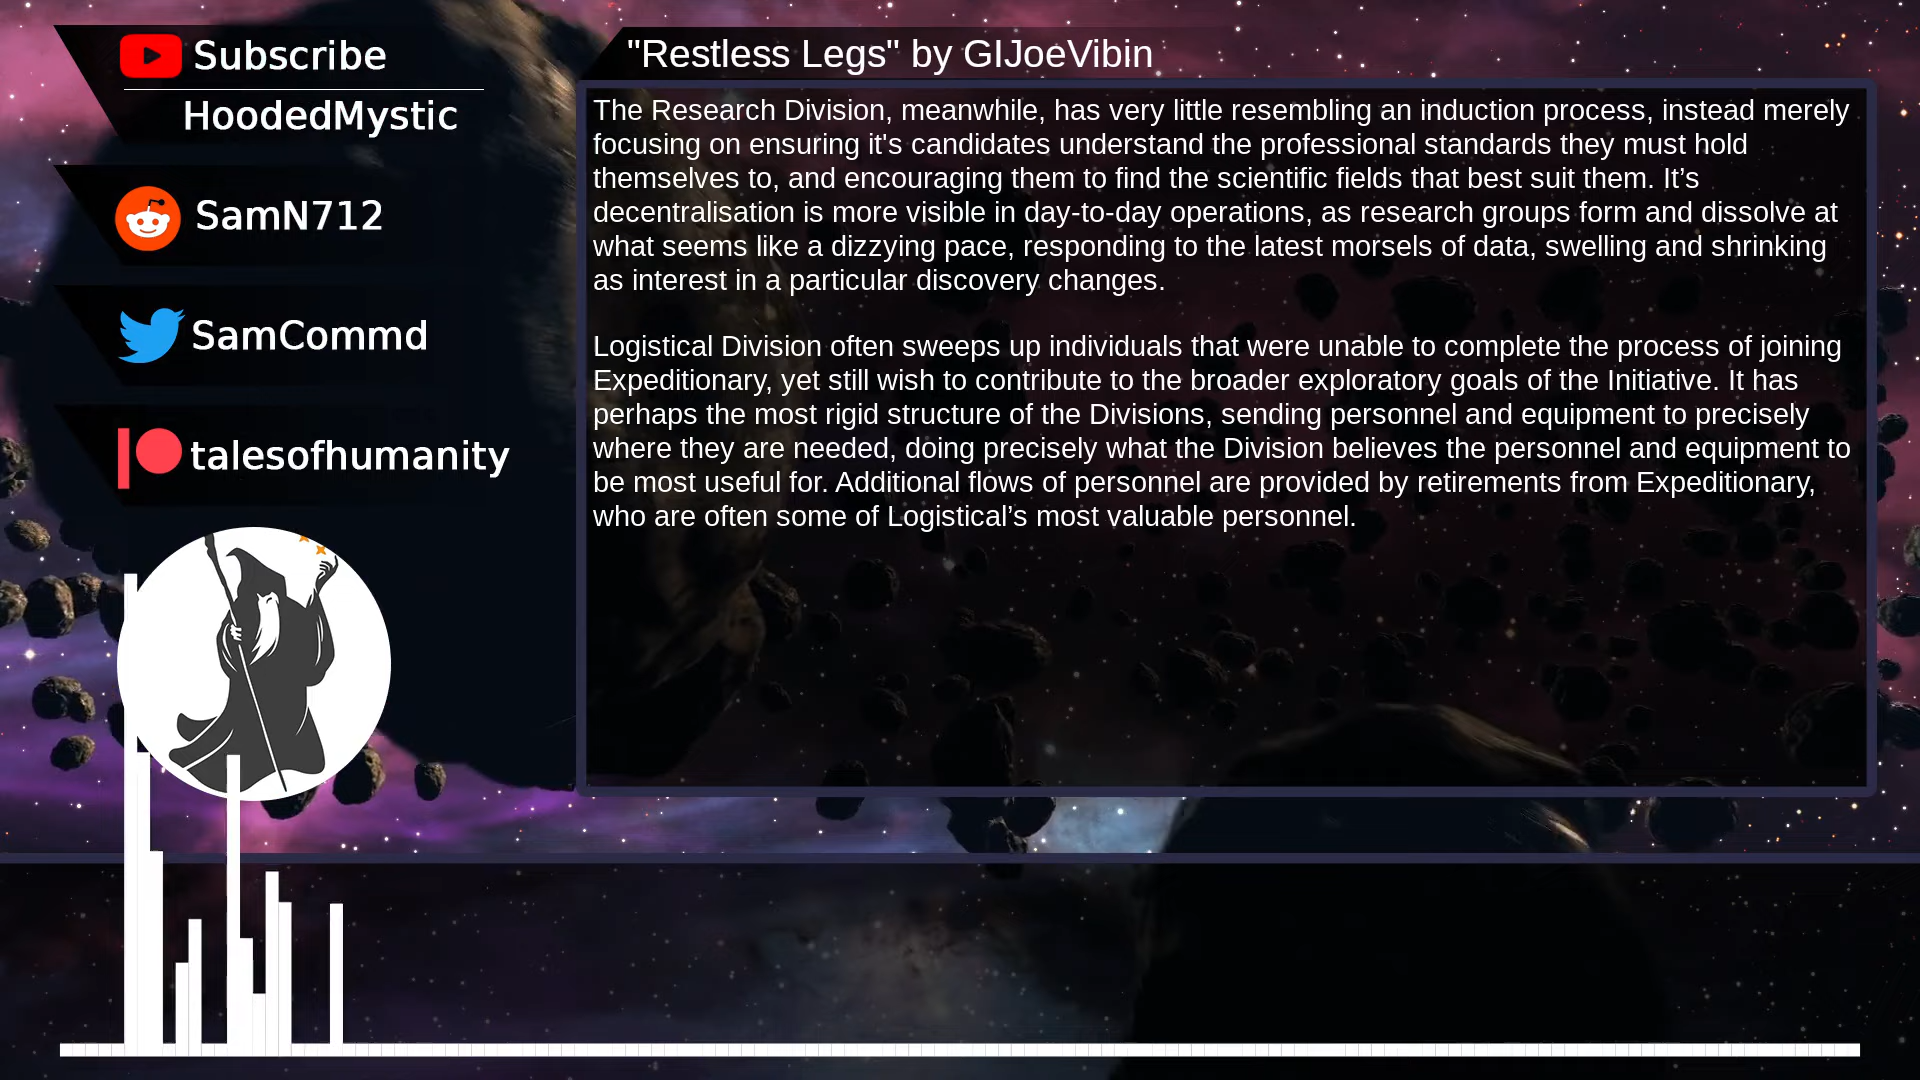 Subscribe
HoodedMystic
SamN712
SamCommd
talesofhumanity
"Restless Legs" by GIJoeVibin
The Research Division, meanwhile, has very little resembling an induction process, instead merely
focusing on ensuring it's candidates understand the professional standards they must hold
themselves to, and encouraging them to find the scientific fields that best suit them. It’s
decentralisation is more visible in day-to-day operations, as research groups form and dissolve at
what seems like a dizzying pace, responding to the latest morsels of data, swelling and shrinking
as interest in a particular discovery changes.
Logistical Division often sweeps up individuals that were unable to complete the process of joining
Expeditionary, yet still wish to contribute to the broader exploratory goals of the Initiative. It has
perhaps the most rigid structure of the Divisions, sending personnel and equipment to precisely
where they are needed, doing precisely what the Division believes the personnel and equipment to
be most useful for. Additional flows of personnel are provided by retirements from Expeditionary,
who are often some of Logistical’s most valuable personnel.